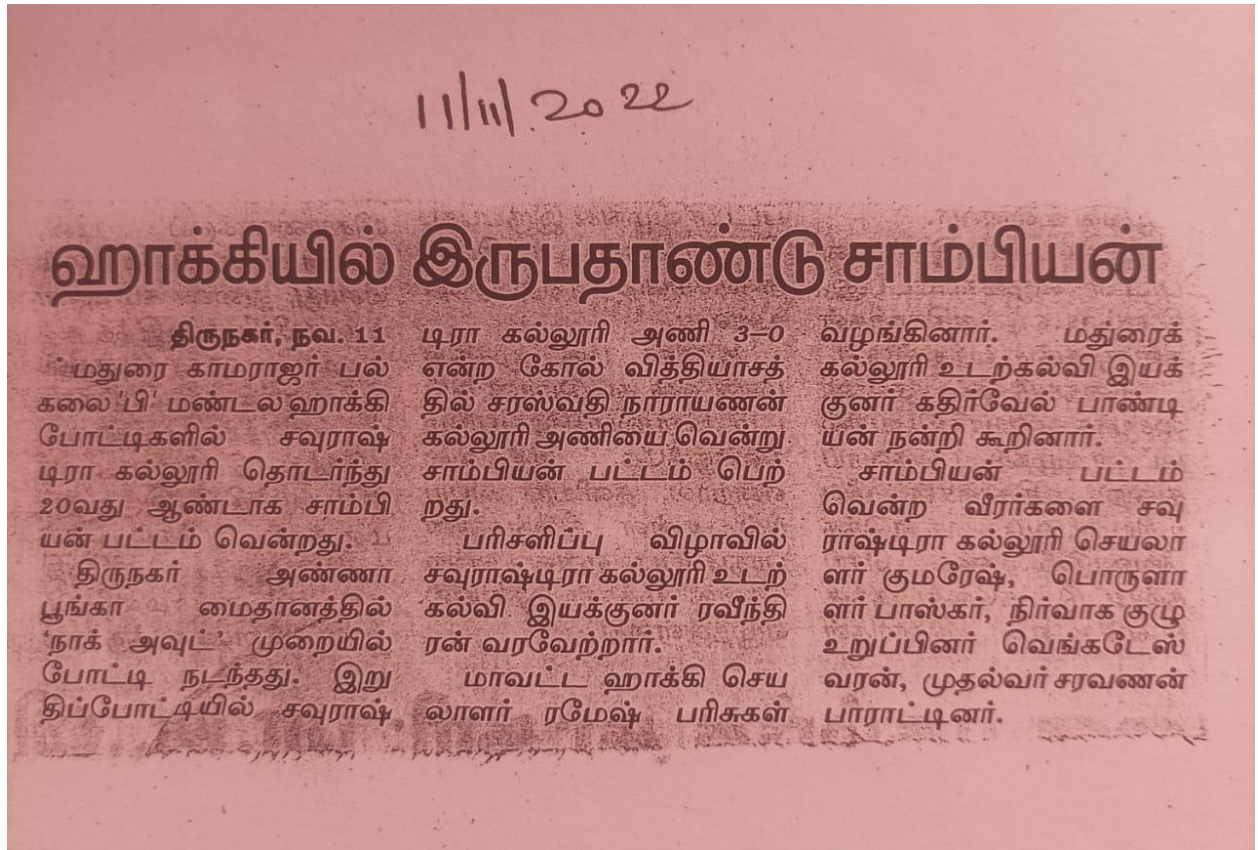 11/11/2022
ஹாக்கியில் இருபதாண்டு சாம்பியன்
திருநகர், நவ. 11
மதுரை காமராஜர் பல்
கலை 'பி' மண்டல ஹாக்கி
போட்டிகளில் சவுராஷ்
டிரா கல்லூரி தொடர்ந்து
20வது ஆண்டாக சாம்பி
யன் பட்டம் வென்றது.
திருநகர் அண்ணா
பூங்கா மைதானத்தில்
'நாக் அவுட்' முறையில்
போட்டி நடந்தது. இறு
திப்போட்டியில் சவுராஷ்
டிரா கல்லூரி அணி 3-0
என்ற கோல் வித்தியாசத்
தில் சரஸ்வதி நாராயணன்
கல்லூரி அணியை வென்று
சாம்பியன் பட்டம் பெற்
றது.
பரிசளிப்பு விழாவில்
சவுராஷ்டிரா கல்லூரி உடற்
கல்வி இயக்குனர் ரவீந்தி
ரன் வரவேற்றார்.
மாவட்ட ஹாக்கி செய
லாளர் ரமேஷ் பரிசுகள்
வழங்கினார். மதுரைக்
கல்லூரி உடற்கல்வி இயக்
குனர் கதிர்வேல் பாண்டி
யன் நன்றி கூறினார்.
சாம்பியன் பட்டம்
வென்ற வீரர்களை சவு
ராஷ்டிரா கல்லூரி செயலா
ளர் குமரேஷ், பொருளா
ளர் பாஸ்கர், நிர்வாக குழு
உறுப்பினர் வெங்கடேஸ்
வரன், முதல்வர் சரவணன்
பாராட்டினர்.